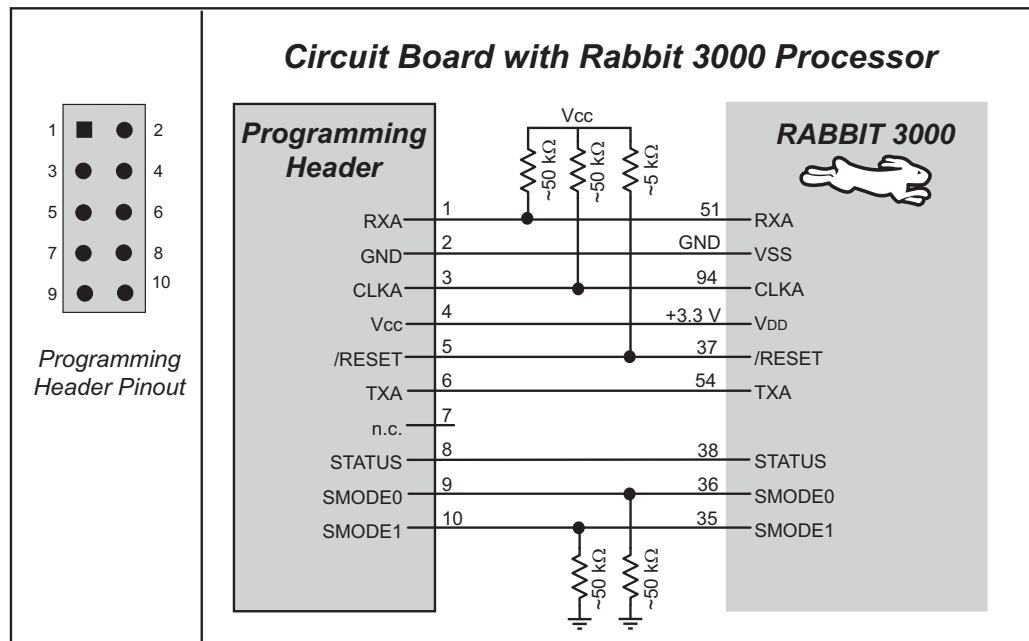 Circuit Board with Rabbit 3000 Processor
1 2
3 4
5 6
7 8
9 10
Programming
Header Pinout
Programming
Header
Vcc
~50 kΩ
~50 kΩ
~5 kΩ
RABBIT 3000
RXA 1 51 RXA
GND 2 GND VSS
CLKA 3 94 CLKA
Vcc 4 +3.3 V VDD
/RESET 5 37 /RESET
TXA 6 54 TXA
n.c. 7
STATUS 8 38 STATUS
SMODE0 9 36 SMODE0
SMODE1 10 35 SMODE1
~50 kΩ
~50 kΩ